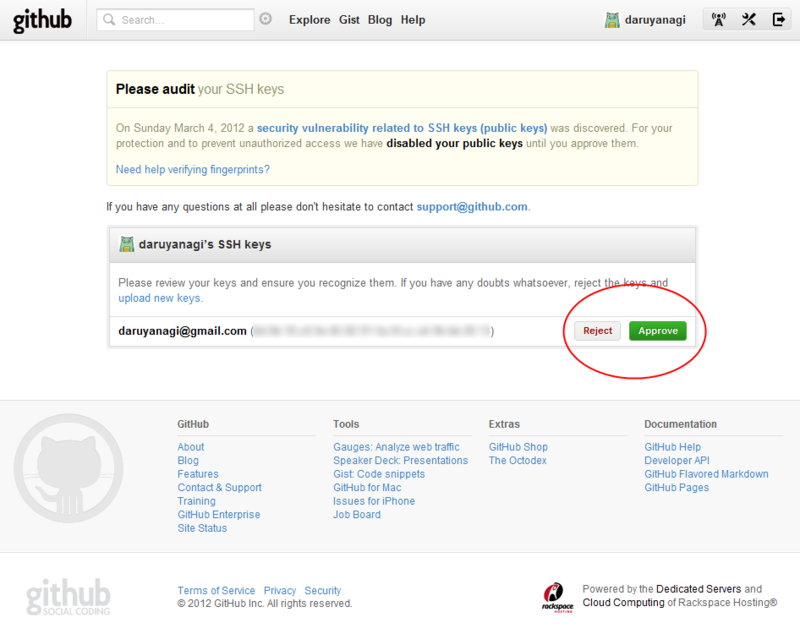 github Search... Explore Gist Blog Help daruyanagi
Please audit your SSH keys
On Sunday March 4, 2012 a security vulnerability related to SSH keys (public keys) was discovered. For your
protection and to prevent unauthorized access we have disabled your public keys until you approve them.
Need help verifying fingerprints?
If you have any questions at all please don't hesitate to contact support@github.com.
daruyanagi's SSH keys
Please review your keys and ensure you recognize them. If you have any doubts whatsoever, reject the keys and
upload new keys.
daruyanagi@gmail.com ( ) Reject Approve
GitHub
About
Blog
Features
Contact & Support
Training
GitHub Enterprise
Site Status
Tools
Gauges: Analyze web traffic
Speaker Deck: Presentations
Gist: Code snippets
GitHub for Mac
Issues for iPhone
Job Board
Extras
GitHub Shop
The Octodex
Documentation
GitHub Help
Developer API
GitHub Flavored Markdown
GitHub Pages
github
SOCIAL CODING
Terms of Service Privacy Security
© 2012 GitHub Inc. All rights reserved.
rackspace
HOSTING
Powered by the Dedicated Servers and
Cloud Computing of Rackspace Hosting®